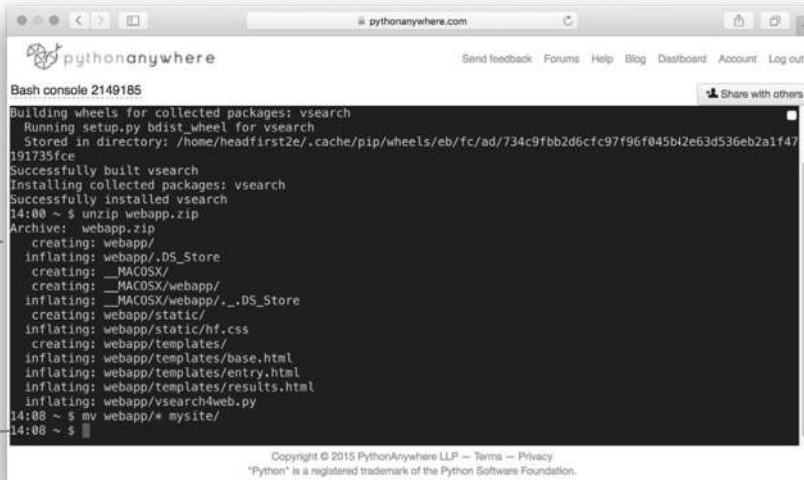 pythonanywhere.com
pythonanywhere
Send feedback Forums Help Blog Dashboard Account Log out
Bash console 2149185
Share with others
Building wheels for collected packages: vsearch
Running setup.py bdist_wheel for vsearch
Stored in directory: /home/headfirst2e/.cache/pip/wheels/eb/fc/ad/734c9fbb2d6cfc97f96f045b42e63d536eb2a1f47
191735fce
Successfully built vsearch
Installing collected packages: vsearch
Successfully installed vsearch
14:00 ~ $ unzip webapp.zip
Archive: webapp.zip
creating: webapp/
inflating: webapp/.DS_Store
creating: __MACOSX/
creating: __MACOSX/webapp/
inflating: __MACOSX/webapp/._.DS_Store
creating: webapp/static/
inflating: webapp/static/hf.css
creating: webapp/templates/
inflating: webapp/templates/base.html
inflating: webapp/templates/entry.html
inflating: webapp/templates/results.html
inflating: webapp/vsearch4web.py
14:08 ~ $ mv webapp/* mysite/
14:08 ~ $
Copyright © 2015 PythonAnywhere LLP — Terms — Privacy
"Python" is a registered trademark of the Python Software Foundation.